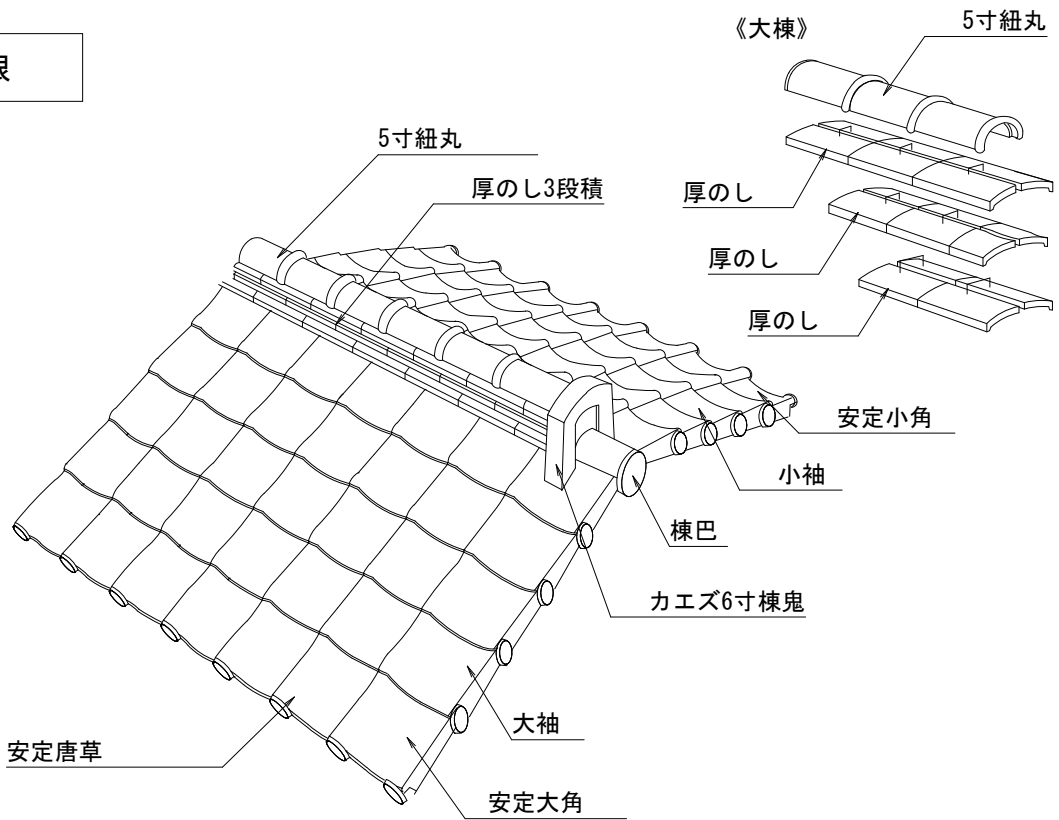 根
《大棟》
5寸紐丸
5寸紐丸
厚のし3段積
厚のし
厚のし
厚のし
安定小角
小袖
棟巴
カエズ6寸棟鬼
大袖
安定唐草
安定大角